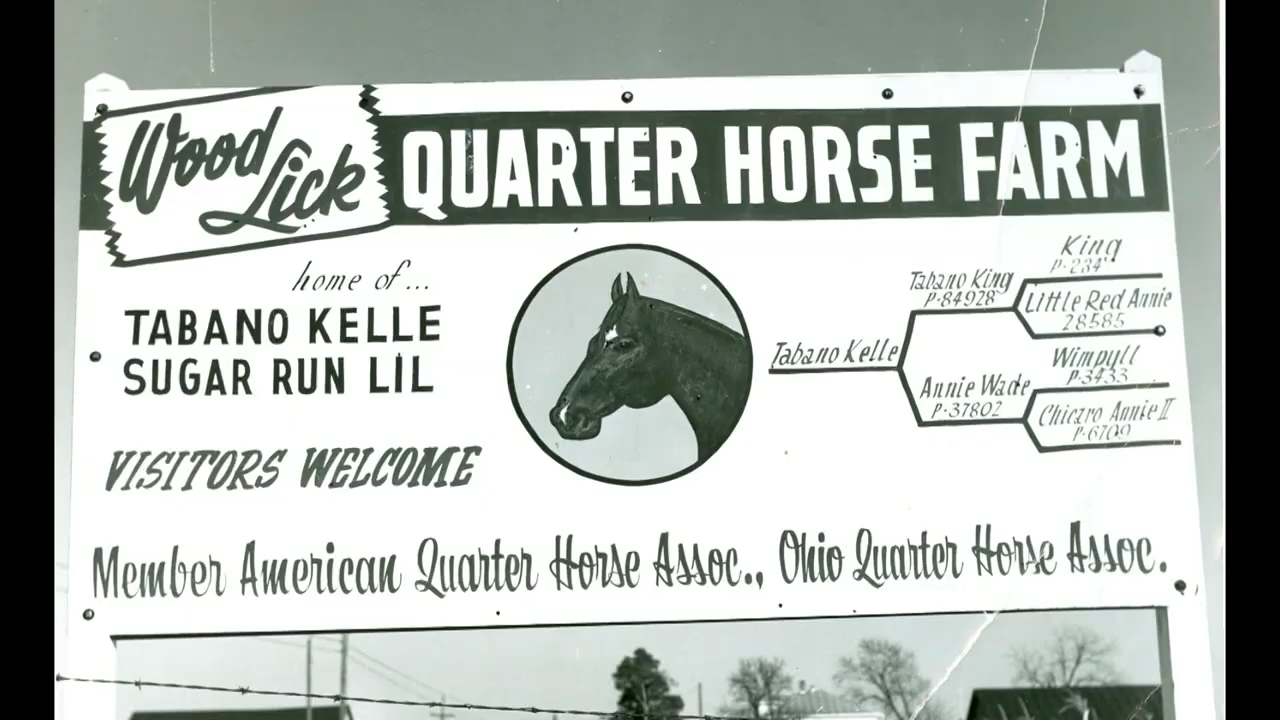 Wood Lick QUARTER HORSE FARM
home of...
TABANO KELLE
SUGAR RUN LIL
VISITORS WELCOME
Tabano Kelle
Tabano King
P-84928
King
P-234
Little Red Annie
28585
Annie Wade
P-37802
Wimpyll
P-3433
Chicaro Annie II
P-6709
Member American Quarter Horse Assoc., Ohio Quarter Horse Assoc.